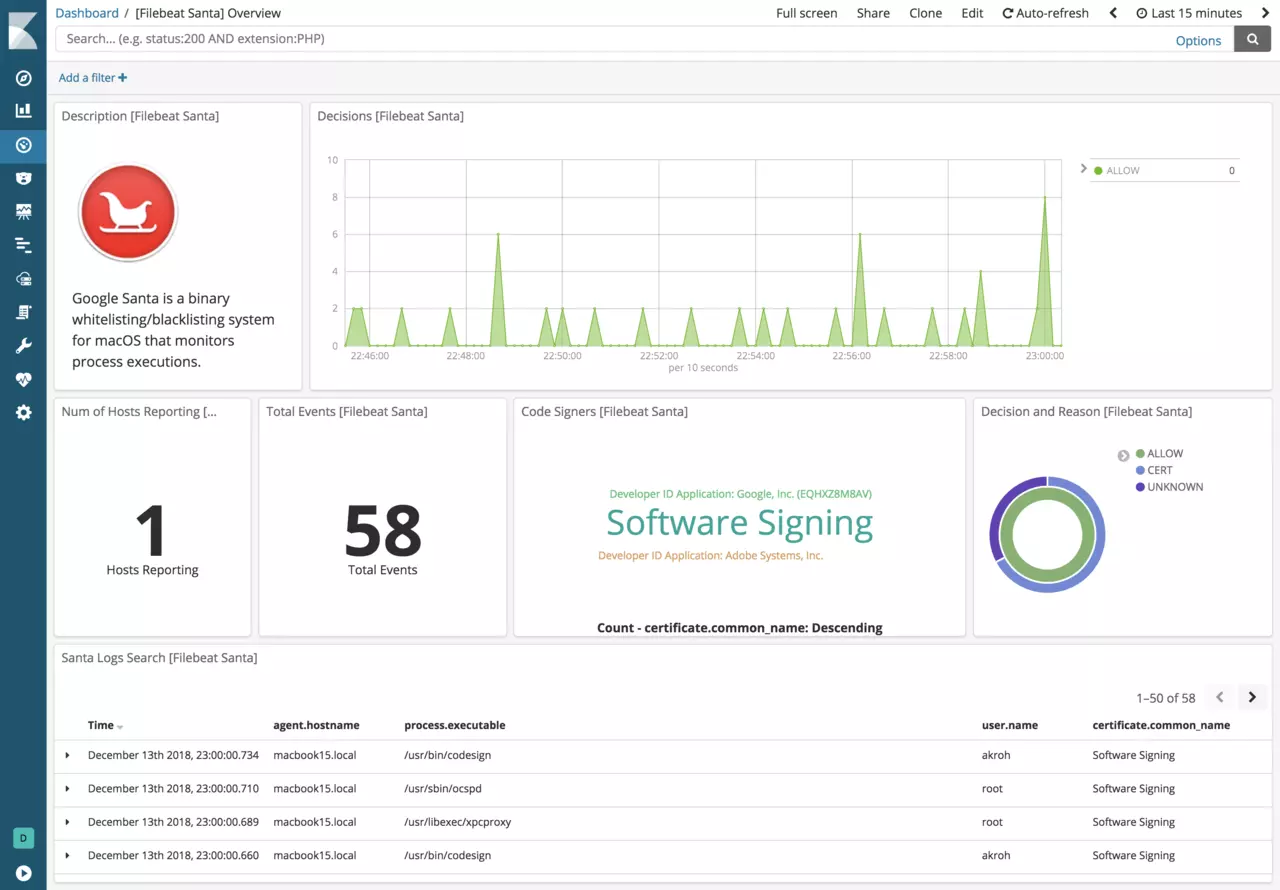 Dashboard / [Filebeat Santa] Overview
Full screen Share Clone Edit Auto-refresh Last 15 minutes
Search... (e.g. status:200 AND extension:PHP)
Options
Add a filter +
Description [Filebeat Santa]
Google Santa is a binary
whitelisting/blacklisting system
for macOS that monitors
process executions.
Decisions [Filebeat Santa]
10
8
6
4
2
0
22:46:00 22:48:00 22:50:00 22:52:00 22:54:00 22:56:00 22:58:00 23:00:00
per 10 seconds
ALLOW 0
Num of Hosts Reporting [...
1
Hosts Reporting
Total Events [Filebeat Santa]
58
Total Events
Code Signers [Filebeat Santa]
Developer ID Application: Google, Inc. (EQHXZ8M8AV)
Software Signing
Developer ID Application: Adobe Systems, Inc.
Count - certificate.common_name: Descending
Decision and Reason [Filebeat Santa]
ALLOW
CERT
UNKNOWN
Santa Logs Search [Filebeat Santa]
1–50 of 58
Time agent.hostname process.executable user.name certificate.common_name
December 13th 2018, 23:00:00.734 macbook15.local /usr/bin/codesign akroh Software Signing
December 13th 2018, 23:00:00.710 macbook15.local /usr/sbin/ocspd root Software Signing
December 13th 2018, 23:00:00.689 macbook15.local /usr/libexec/xpcproxy root Software Signing
December 13th 2018, 23:00:00.660 macbook15.local /usr/bin/codesign akroh Software Signing
D